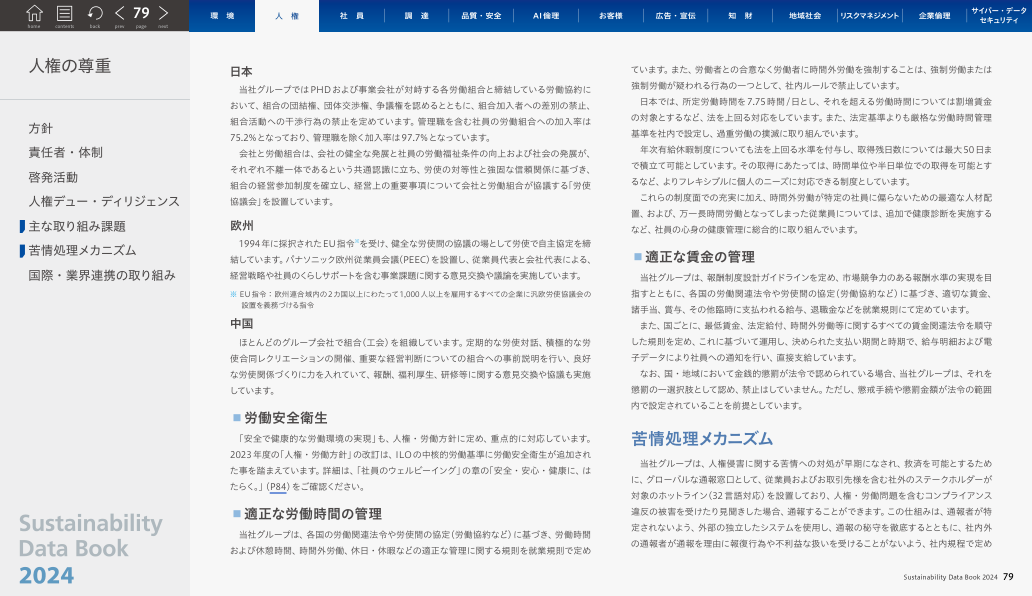 home contents back prev 79 page next
環 境 人 権 社 員 調 達 品質・安全 AI倫理 お客様 広告・宣伝 知 財 地域社会 リスクマネジメント 企業倫理 サイバー・データセキュリティ
人権の尊重
方針
責任者・体制
啓発活動
人権デュー・ディリジェンス
主な取り組み課題
苦情処理メカニズム
国際・業界連携の取り組み
Sustainability
Data Book
2024
日本
当社グループではPHDおよび事業会社が対峙する各労働組合と締結している労働協約に
おいて、組合の団結権、団体交渉権、争議権を認めるとともに、組合加入者への差別の禁止、
組合活動への干渉行為の禁止を定めています。管理職を含む社員の労働組合への加入率は
75.2%となっており、管理職を除く加入率は97.7%となっています。
会社と労働組合は、会社の健全な発展と社員の労働福祉条件の向上および社会の発展が、
それぞれ不離一体であるという共通認識に立ち、労使の対等性と強固な信頼関係に基づき、
組合の経営参加制度を確立し、経営上の重要事項について会社と労働組合が協議する「労使
協議会」を設置しています。
欧州
1994年に採択されたEU指令※を受け、健全な労使間の協議の場として労使で自主協定を締
結しています。パナソニック欧州従業員会議(PEEC)を設置し、従業員代表と会社代表による、
経営戦略や社員のくらしサポートを含む事業課題に関する意見交換や議論を実施しています。
※ EU指令：欧州連合域内の2カ国以上にわたって1,000人以上を雇用するすべての企業に汎欧労使協議会の
設置を義務づける指令
中国
ほとんどのグループ会社で組合(工会)を組織しています。定期的な労使対話、積極的な労
使合同レクリエーションの開催、重要な経営判断についての組合への事前説明を行い、良好
な労使関係づくりに力を入れていて、報酬、福利厚生、研修等に関する意見交換や協議も実施
しています。
■ 労働安全衛生
「安全で健康的な労働環境の実現」も、人権・労働方針に定め、重点的に対応しています。
2023年度の「人権・労働方針」の改訂は、ILOの中核的労働基準に労働安全衛生が追加され
た事を踏まえています。詳細は、「社員のウェルビーイング」の章の「安全・安心・健康に、は
たらく。」(P84)をご確認ください。
■ 適正な労働時間の管理
当社グループは、各国の労働関連法令や労使間の協定(労働協約など)に基づき、労働時間
および休憩時間、時間外労働、休日・休暇などの適正な管理に関する規則を就業規則で定め
ています。また、労働者との合意なく労働者に時間外労働を強制することは、強制労働または
強制労働が疑われる行為の一つとして、社内ルールで禁止しています。
日本では、所定労働時間を7.75時間/日とし、それを超える労働時間については割増賃金
の対象とするなど、法を上回る対応をしています。また、法定基準よりも厳格な労働時間管理
基準を社内で設定し、過重労働の撲滅に取り組んでいます。
年次有給休暇制度についても法を上回る水準を付与し、取得残日数については最大50日ま
で積立て可能としています。その取得にあたっては、時間単位や半日単位での取得を可能とす
るなど、よりフレキシブルに個人のニーズに対応できる制度としています。
これらの制度面での充実に加え、時間外労働が特定の社員に偏らないための最適な人材配
置、および、万一長時間労働となってしまった従業員については、追加で健康診断を実施する
など、社員の心身の健康管理に総合的に取り組んでいます。
■ 適正な賃金の管理
当社グループは、報酬制度設計ガイドラインを定め、市場競争力のある報酬水準の実現を目
指すとともに、各国の労働関連法令や労使間の協定(労働協約など)に基づき、適切な賃金、
諸手当、賞与、その他臨時に支払われる給与、退職金などを就業規則にて定めています。
また、国ごとに、最低賃金、法定給付、時間外労働等に関するすべての賃金関連法令を順守
した規則を定め、これに基づいて運用し、決められた支払い期間と時期で、給与明細および電
子データにより社員への通知を行い、直接支給しています。
なお、国・地域において金銭的懲罰が法令で認められている場合、当社グループは、それを
懲罰の一選択肢として認め、禁止はしていません。ただし、懲戒手続や懲罰金額が法令の範囲
内で設定されていることを前提としています。
苦情処理メカニズム
当社グループは、人権侵害に関する苦情への対処が早期になされ、救済を可能とするため
に、グローバルな通報窓口として、従業員およびお取引先様を含む社外のステークホルダーが
対象のホットライン(32言語対応)を設置しており、人権・労働問題を含むコンプライアンス
違反の被害を受けたり見聞きした場合、通報することができます。この仕組みは、通報者が特
定されないよう、外部の独立したシステムを使用し、通報の秘守を徹底するとともに、社内外
の通報者が通報を理由に報復行為や不利益な扱いを受けることがないよう、社内規程で定め
Sustainability Data Book 2024 79